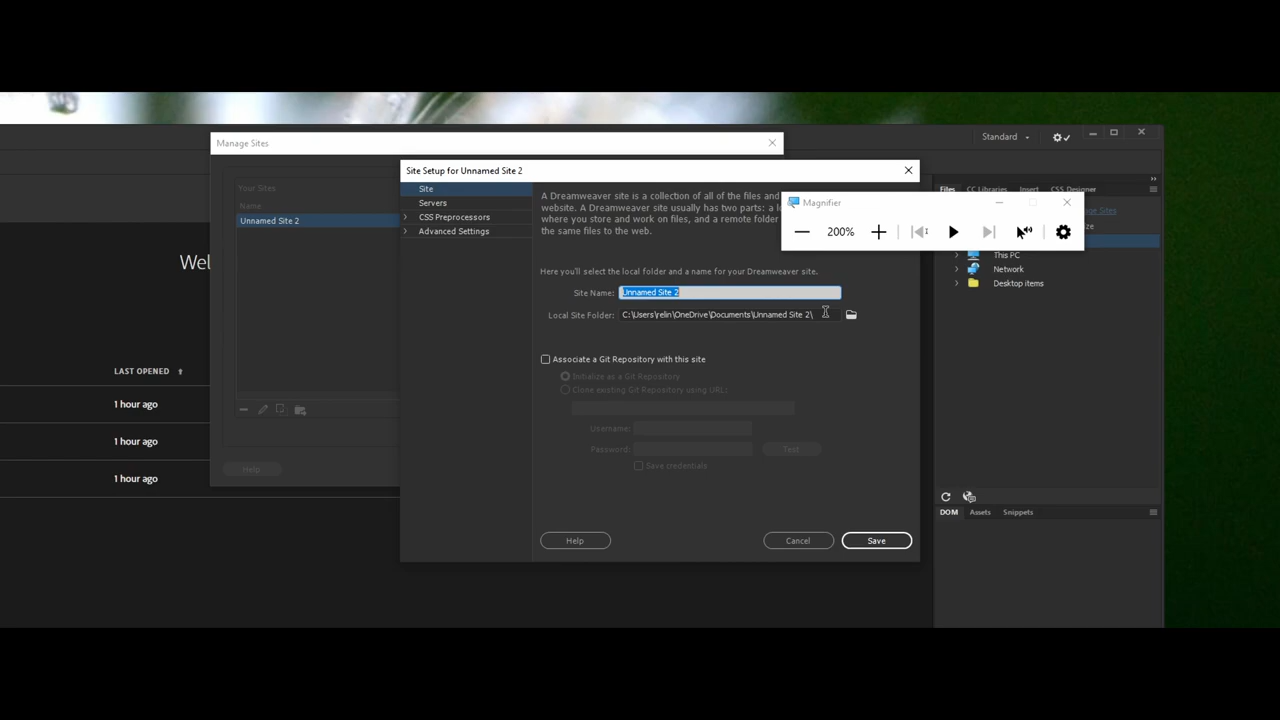 Standard
Manage Sites
Site Setup for Unnamed Site 2
Your Sites
Name
Unnamed Site 2
Site
Servers
CSS Preprocessors
Advanced Settings
A Dreamweaver site is a collection of all of the files and
website. A Dreamweaver site usually has two parts: a
where you store and work on files, and a remote folder
the same files to the web.
Magnifier
200%
Files
CC Libraries
Insert
CSS Designer
This PC
Network
Desktop items
Wel
Here you'll select the local folder and a name for your Dreamweaver site.
Site Name: Unnamed Site 2
Local Site Folder: C:\Users\relin\OneDrive\Documents\Unnamed Site 2\
Associate a Git Repository with this site
Initialize as a Git Repository
Clone existing Git Repository using URL:
Username:
Password:
Test
Save credentials
LAST OPENED
1 hour ago
1 hour ago
1 hour ago
Help
Help
Cancel
Save
DOM
Assets
Snippets